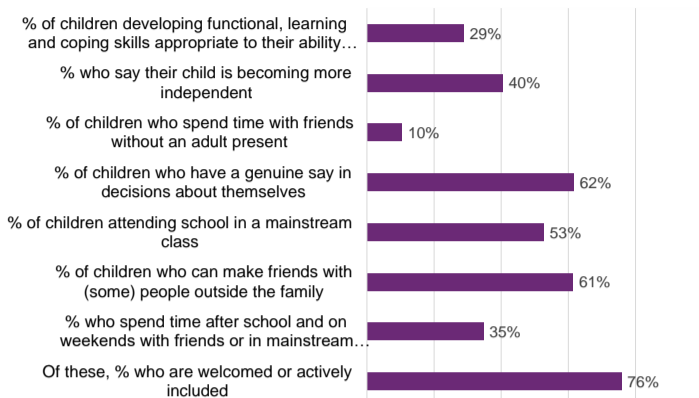 % of children developing functional, learning
and coping skills appropriate to their ability…
29%
% who say their child is becoming more
independent
40%
% of children who spend time with friends
without an adult present
10%
% of children who have a genuine say in
decisions about themselves
62%
% of children attending school in a mainstream
class
53%
% of children who can make friends with
(some) people outside the family
61%
% who spend time after school and on
weekends with friends or in mainstream…
35%
Of these, % who are welcomed or actively
included
76%